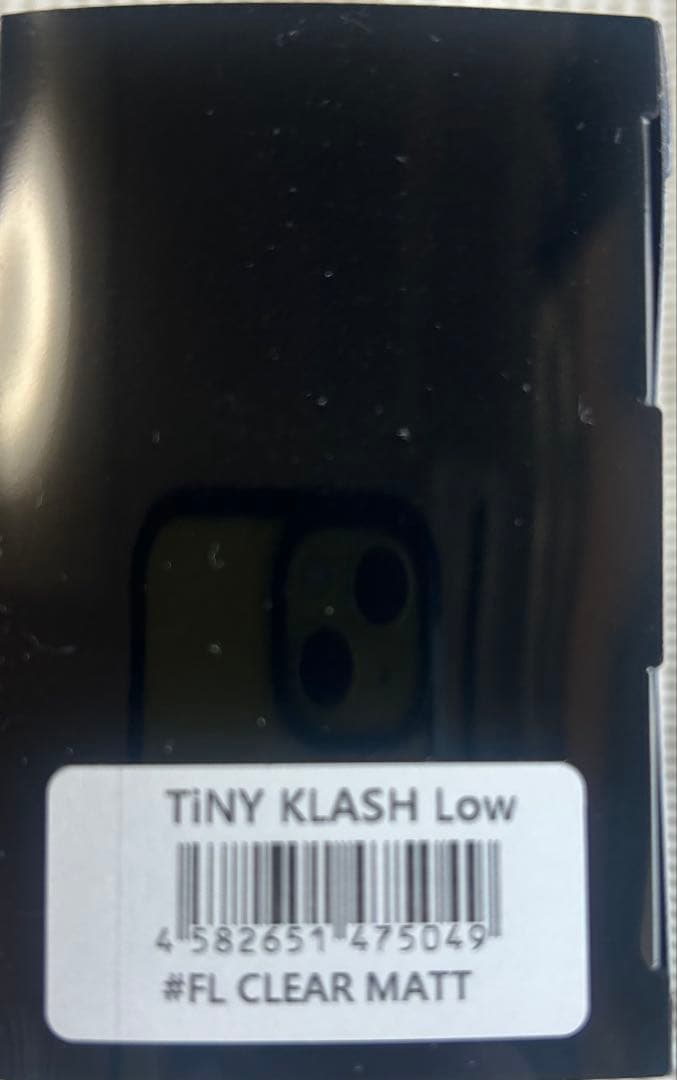 TiNY KLASH Low
4 582651 475049
#FL CLEAR MATT